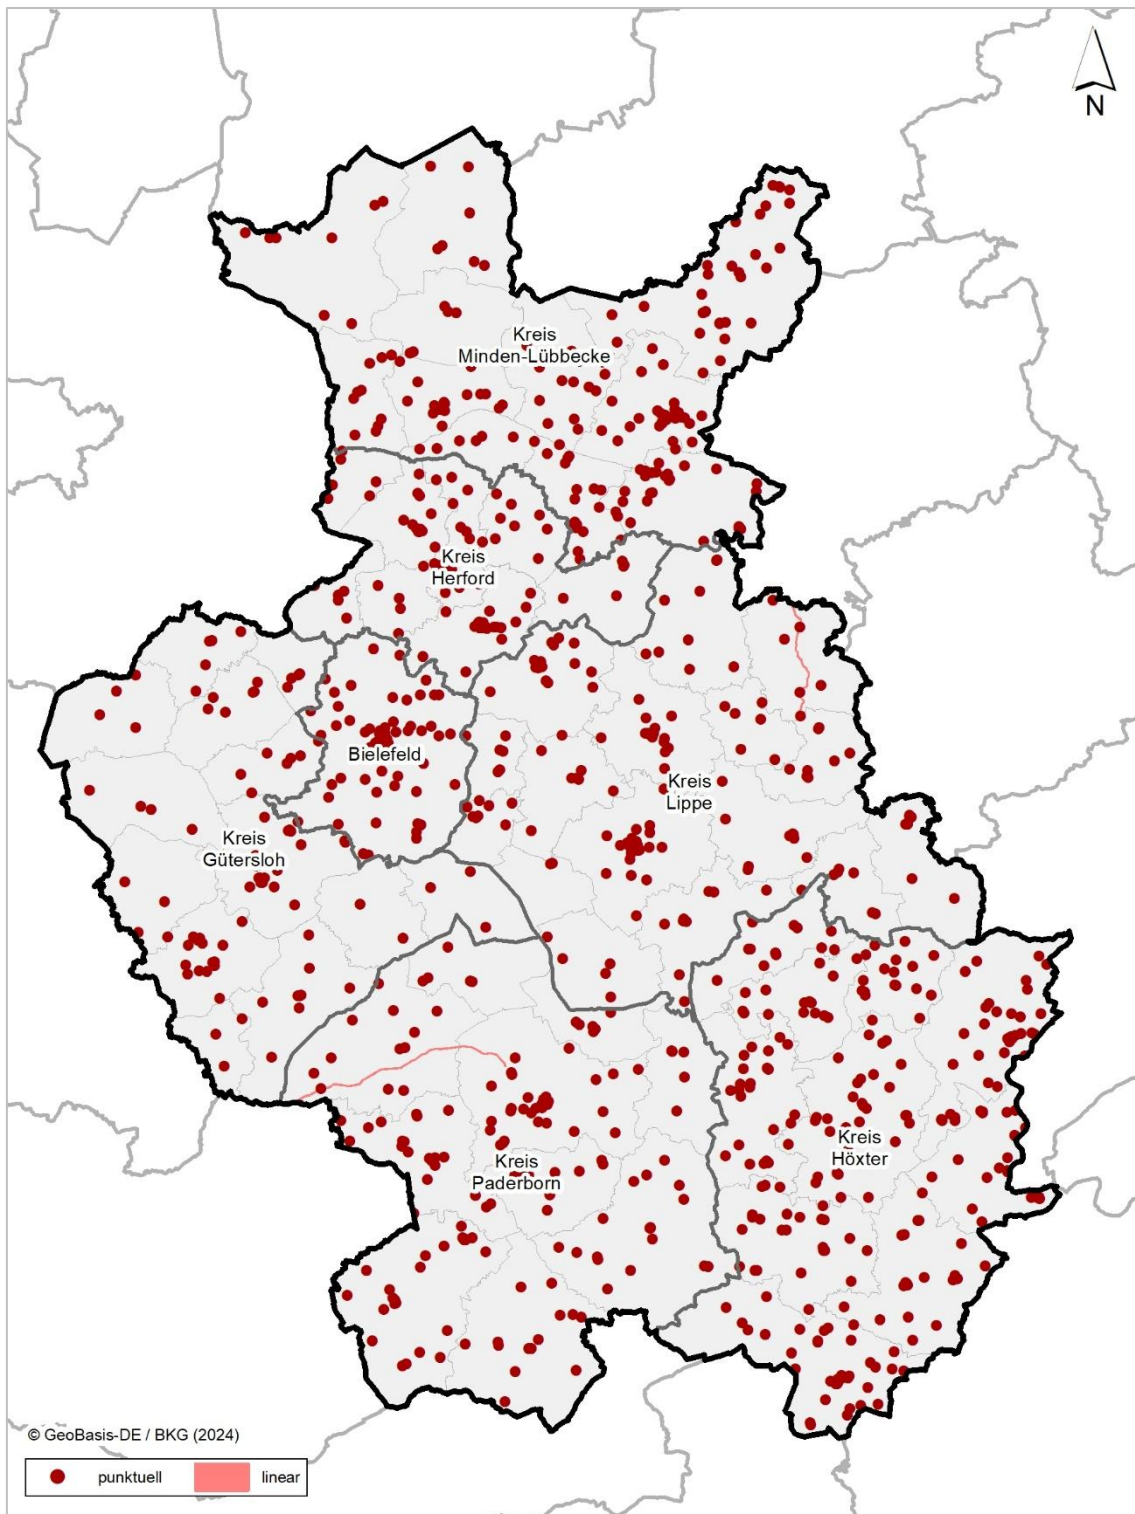 N
Kreis
Minden-Lübbecke
Kreis
Herford
Bielefeld
Kreis
Lippe
Kreis
Gütersloh
Kreis
Höxter
Kreis
Paderborn
© GeoBasis-DE / BKG (2024)
punktuell linear